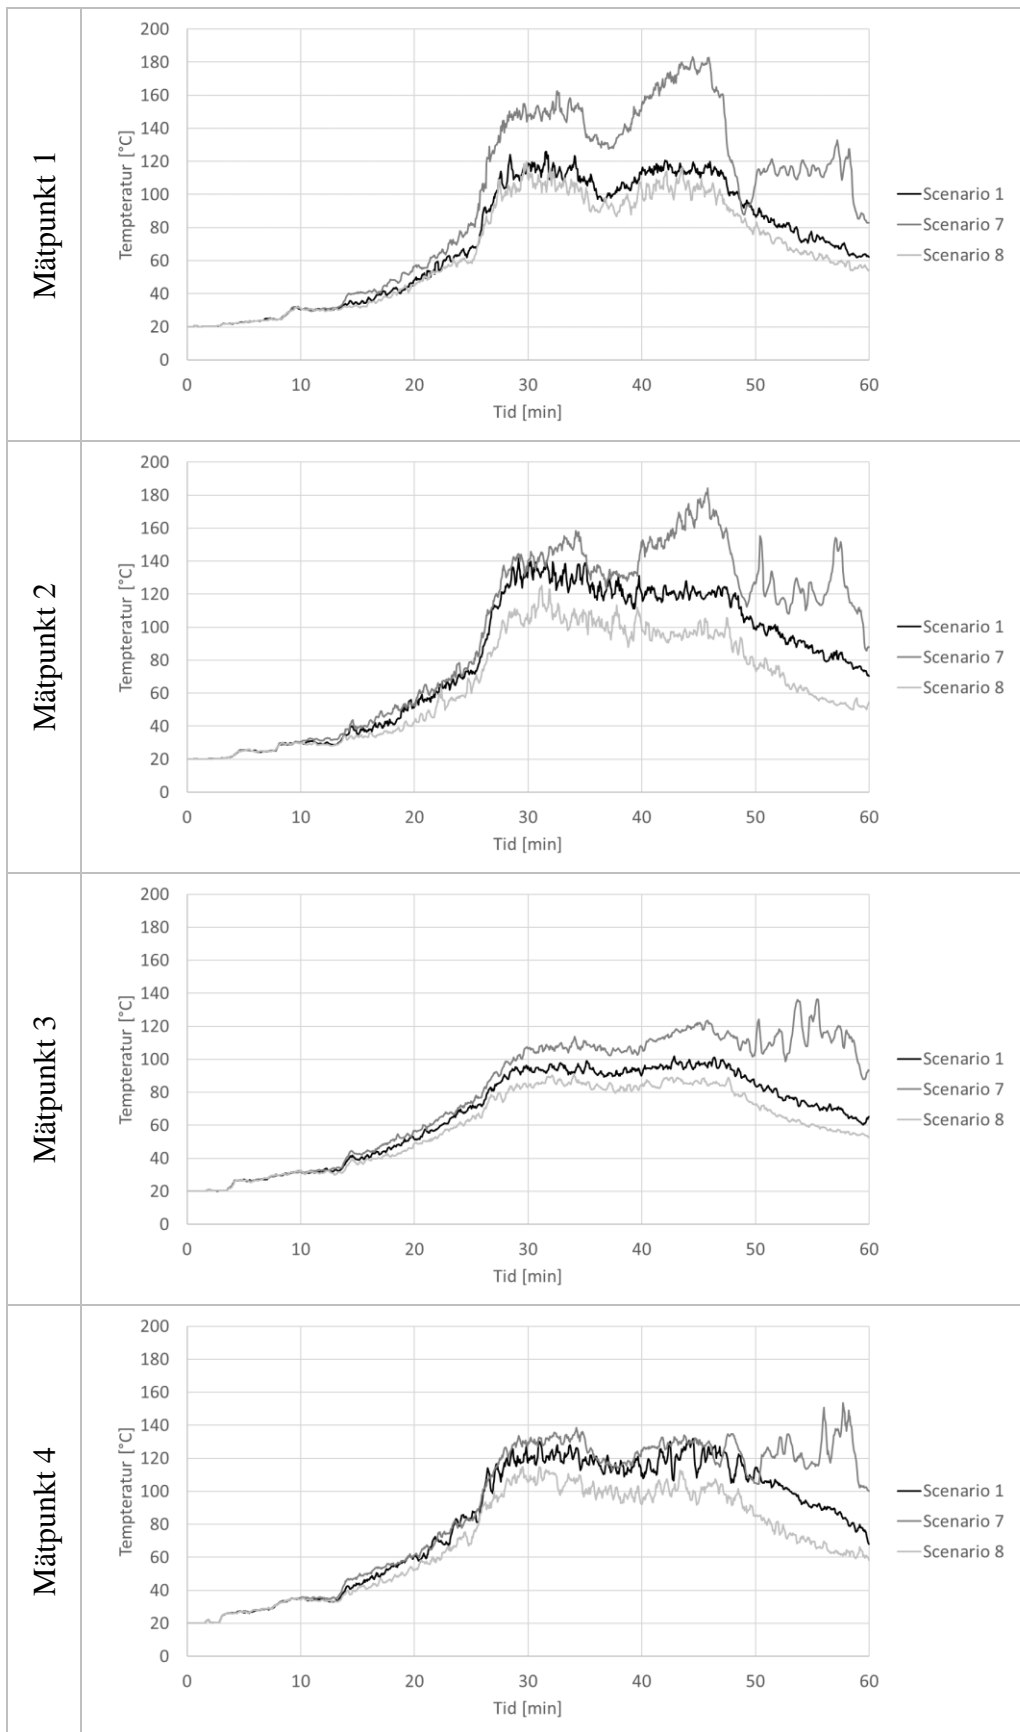 Mätpunkt 1
Tempteratur [°C]
200
180
160
140
120
100
80
60
40
20
0
0 10 20 30 40 50 60
Tid [min]
Scenario 1
Scenario 7
Scenario 8
Mätpunkt 2
Tempteratur [°C]
200
180
160
140
120
100
80
60
40
20
0
0 10 20 30 40 50 60
Tid [min]
Scenario 1
Scenario 7
Scenario 8
Mätpunkt 3
Tempteratur [°C]
200
180
160
140
120
100
80
60
40
20
0
0 10 20 30 40 50 60
Tid [min]
Scenario 1
Scenario 7
Scenario 8
Mätpunkt 4
Tempteratur [°C]
200
180
160
140
120
100
80
60
40
20
0
0 10 20 30 40 50 60
Tid [min]
Scenario 1
Scenario 7
Scenario 8